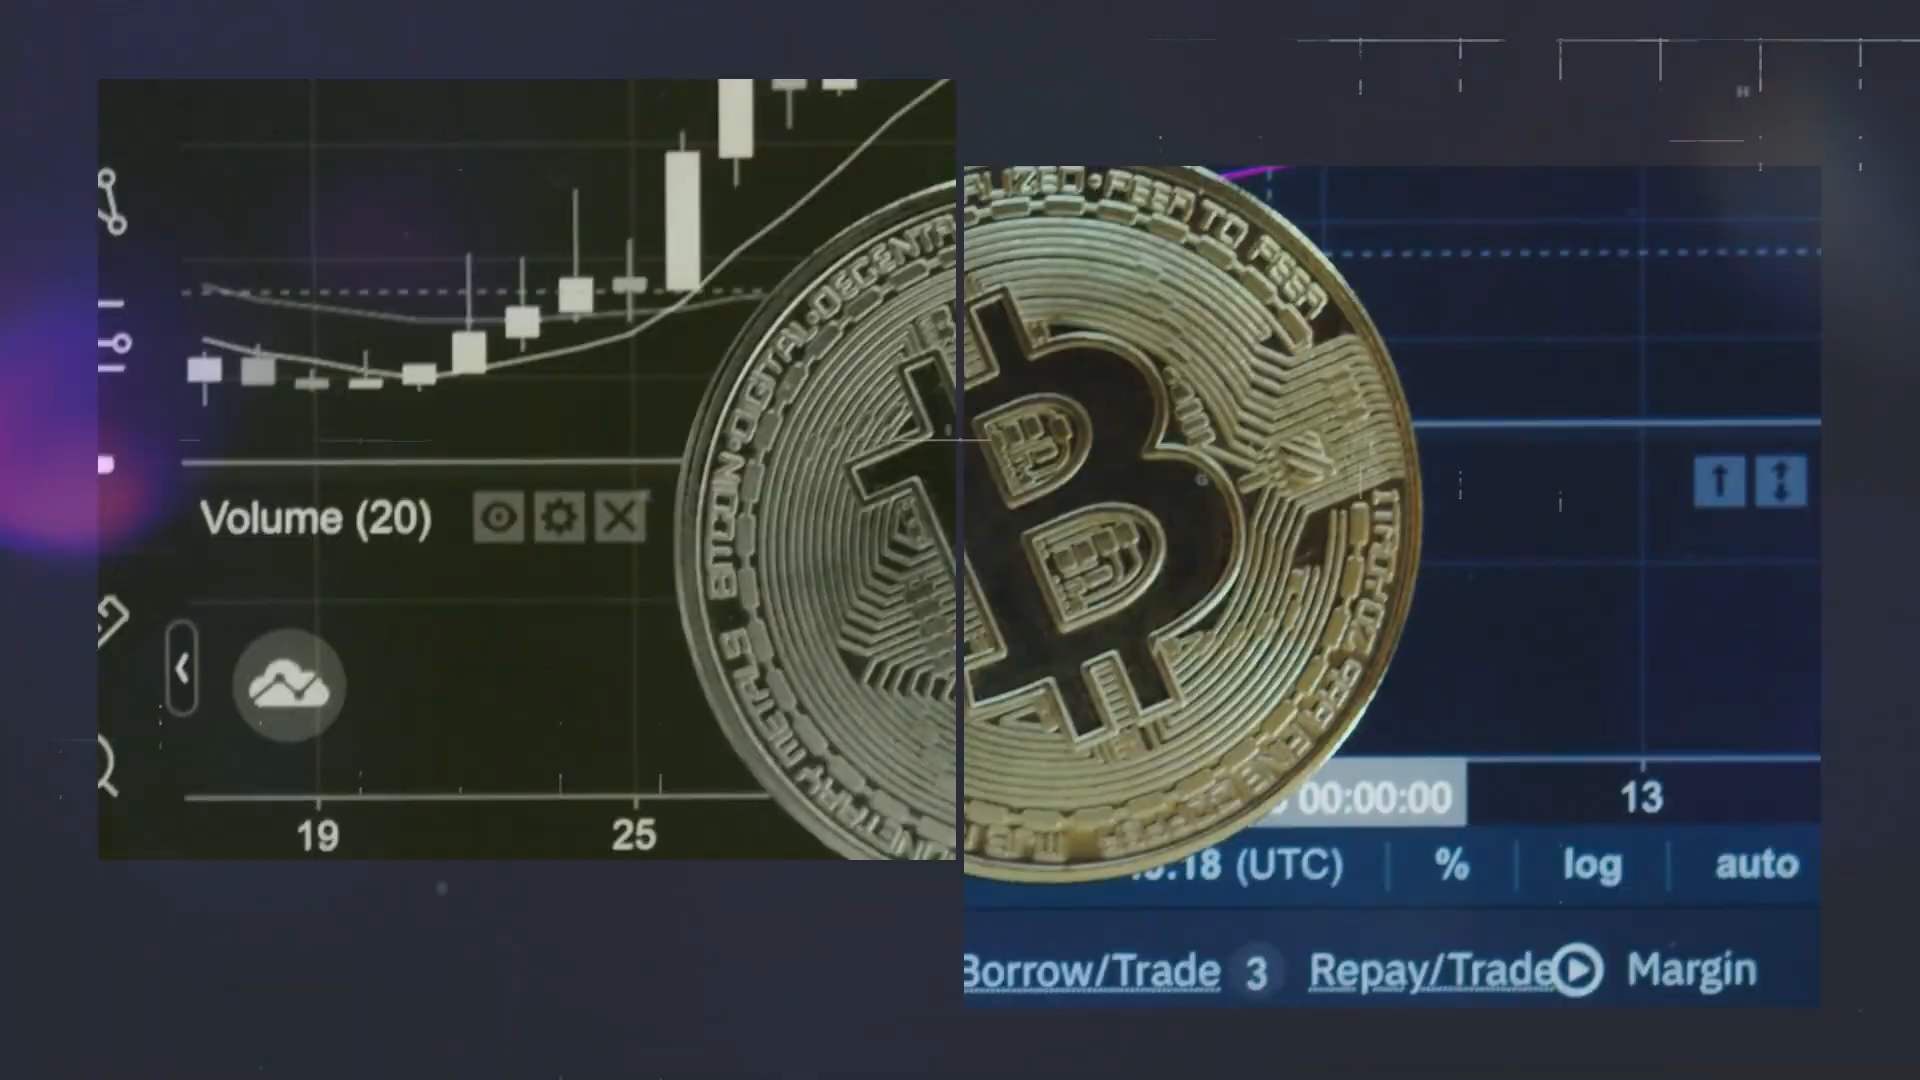 BITCOIN•DIGITAL•DECENTRALIZED•PEER TO PEER
Volume (20)
19
25
00:00:00
13
18 (UTC)
%
log
auto
Borrow/Trade
3
Repay/Trade
Margin